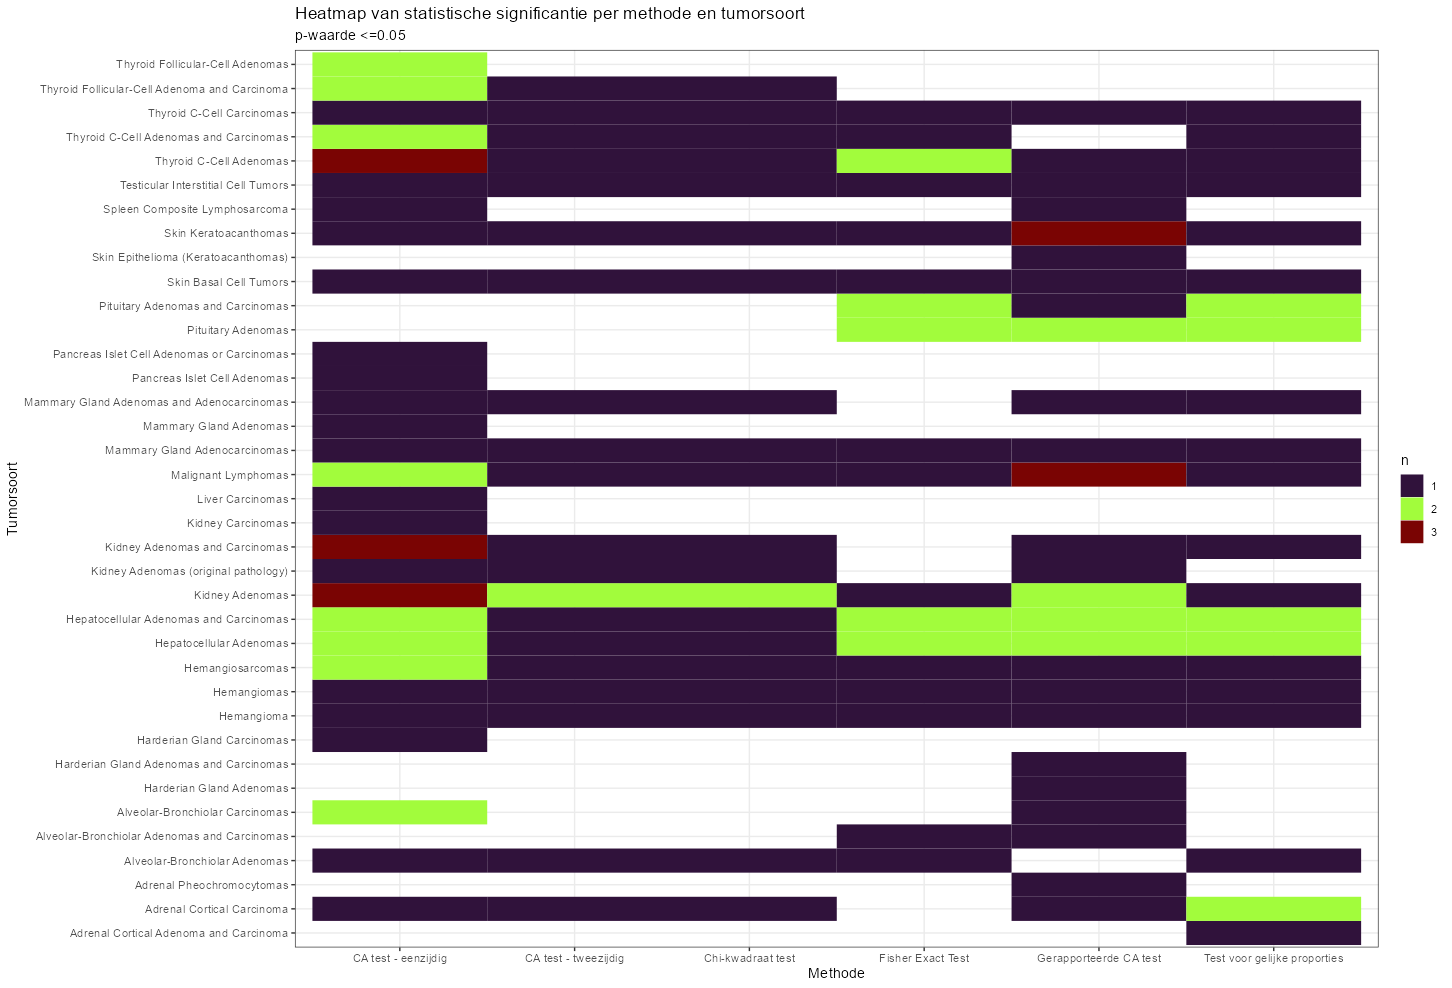 Heatmap van statistische significantie per methode en tumorsoort
p-waarde <=0.05
Thyroid Follicular-Cell Adenomas
Thyroid Follicular-Cell Adenoma and Carcinoma
Thyroid C-Cell Carcinomas
Thyroid C-Cell Adenomas and Carcinomas
Thyroid C-Cell Adenomas
Testicular Interstitial Cell Tumors
Spleen Composite Lymphosarcoma
Skin Keratoacanthomas
Skin Epithelioma (Keratoacanthomas)
Skin Basal Cell Tumors
Pituitary Adenomas and Carcinomas
Pituitary Adenomas
Pancreas Islet Cell Adenomas or Carcinomas
Pancreas Islet Cell Adenomas
Mammary Gland Adenomas and Adenocarcinomas
Mammary Gland Adenomas
Mammary Gland Adenocarcinomas
Malignant Lymphomas
Liver Carcinomas
Kidney Carcinomas
Kidney Adenomas and Carcinomas
Kidney Adenomas (original pathology)
Kidney Adenomas
Hepatocellular Adenomas and Carcinomas
Hepatocellular Adenomas
Hemangiosarcomas
Hemangiomas
Hemangioma
Harderian Gland Carcinomas
Harderian Gland Adenomas and Carcinomas
Harderian Gland Adenomas
Alveolar-Bronchiolar Carcinomas
Alveolar-Bronchiolar Adenomas and Carcinomas
Alveolar-Bronchiolar Adenomas
Adrenal Pheochromocytomas
Adrenal Cortical Carcinoma
Adrenal Cortical Adenoma and Carcinoma
Tumorsoort
CA test - eenzijdig
CA test - tweezijdig
Chi-kwadraat test
Fisher Exact Test
Gerapporteerde CA test
Test voor gelijke proporties
Methode
n
1
2
3